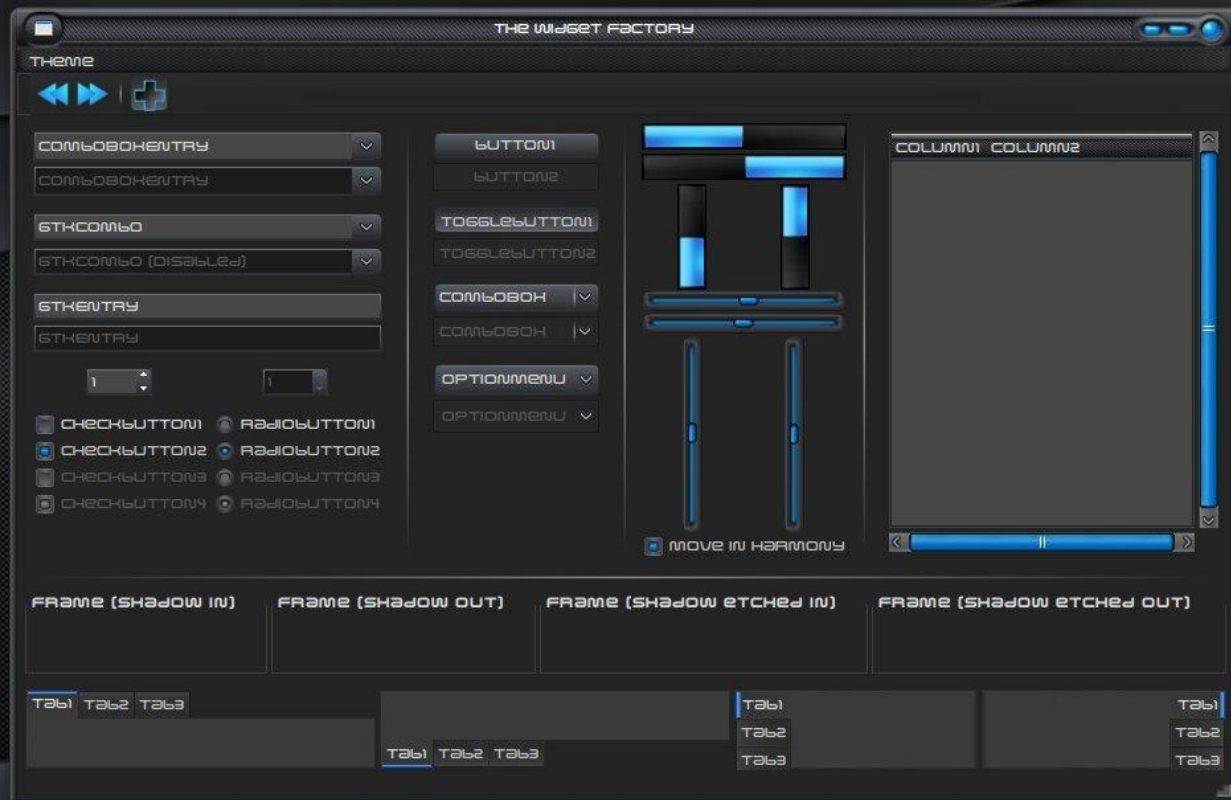 THE WIDGET FACTORY
THEME
COMBOBOXENTRY
COMBOBOXENTRY
GTKCOMBO
GTKCOMBO (DISABLED)
GTKENTRY
GTKENTRY
1
1
CHECKBUTTON1 RADIOBUTTON1
CHECKBUTTON2 RADIOBUTTON2
CHECKBUTTON3 RADIOBUTTON3
CHECKBUTTON4 RADIOBUTTON4
BUTTON1
BUTTON2
TOGGLEBUTTON1
TOGGLEBUTTON2
COMBOBOX
COMBOBOX
OPTIONMENU
OPTIONMENU
MOVE IN HARMONY
COLUMN1 COLUMN2
FRAME (SHADOW IN)
FRAME (SHADOW OUT)
FRAME (SHADOW ETCHED IN)
FRAME (SHADOW ETCHED OUT)
TAB1 TAB2 TAB3
TAB1 TAB2 TAB3
TAB1
TAB2
TAB3
TAB1
TAB2
TAB3